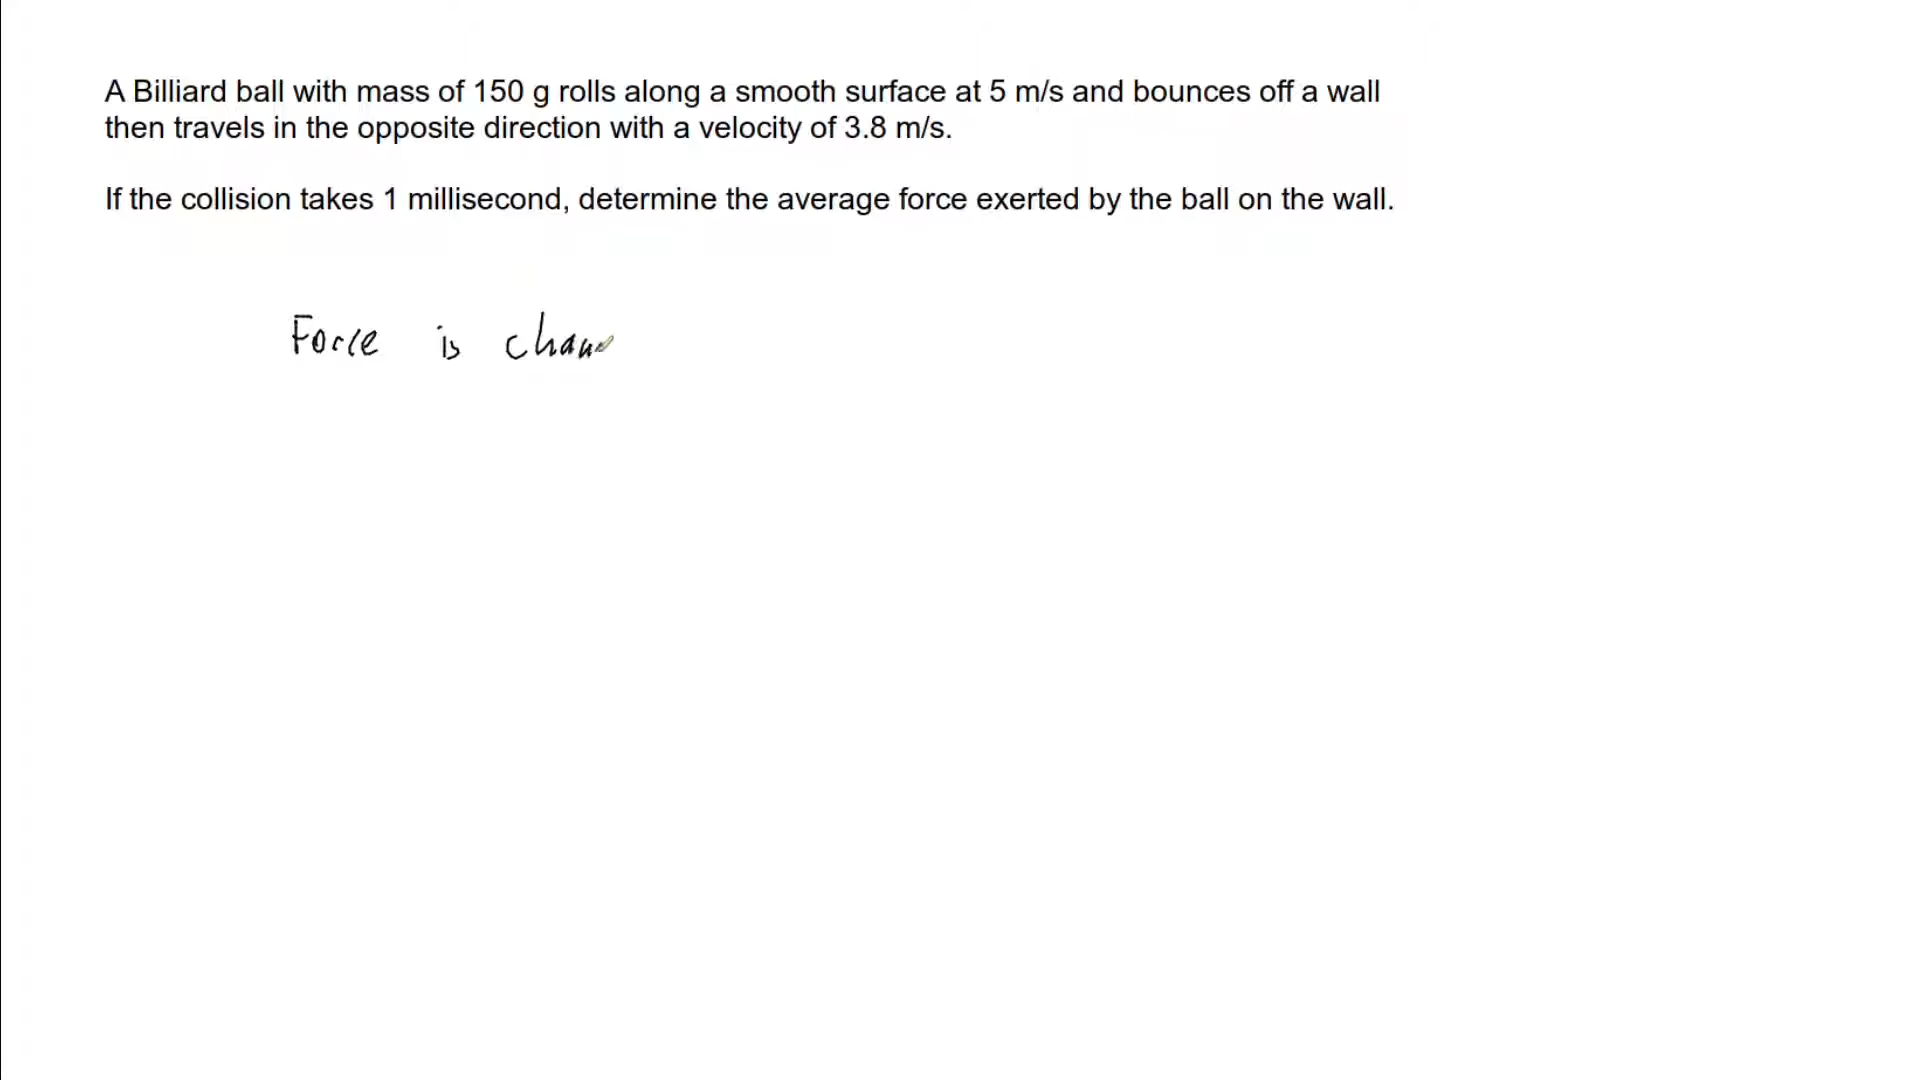 A Billiard ball with mass of 150 g rolls along a smooth surface at 5 m/s and bounces off a wall
then travels in the opposite direction with a velocity of 3.8 m/s.
If the collision takes 1 millisecond, determine the average force exerted by the ball on the wall.
Force is chan